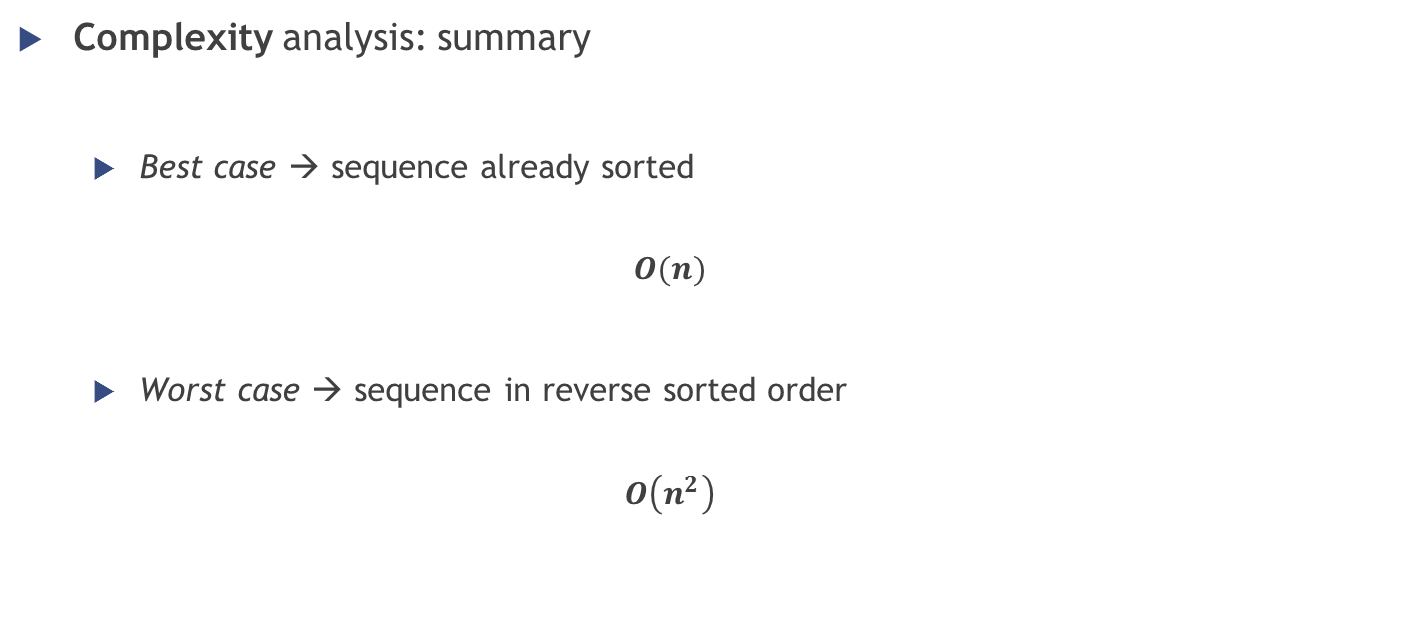 Complexity analysis: summary
Best case → sequence already sorted
O(n)
Worst case → sequence in reverse sorted order
O(n²)